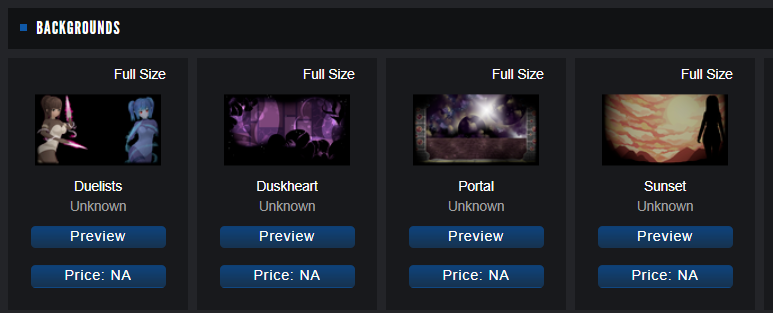 BACKGROUNDS
Full Size
Duelists
Unknown
Preview
Price: NA
Full Size
Duskheart
Unknown
Preview
Price: NA
Full Size
Portal
Unknown
Preview
Price: NA
Full Size
Sunset
Unknown
Preview
Price: NA